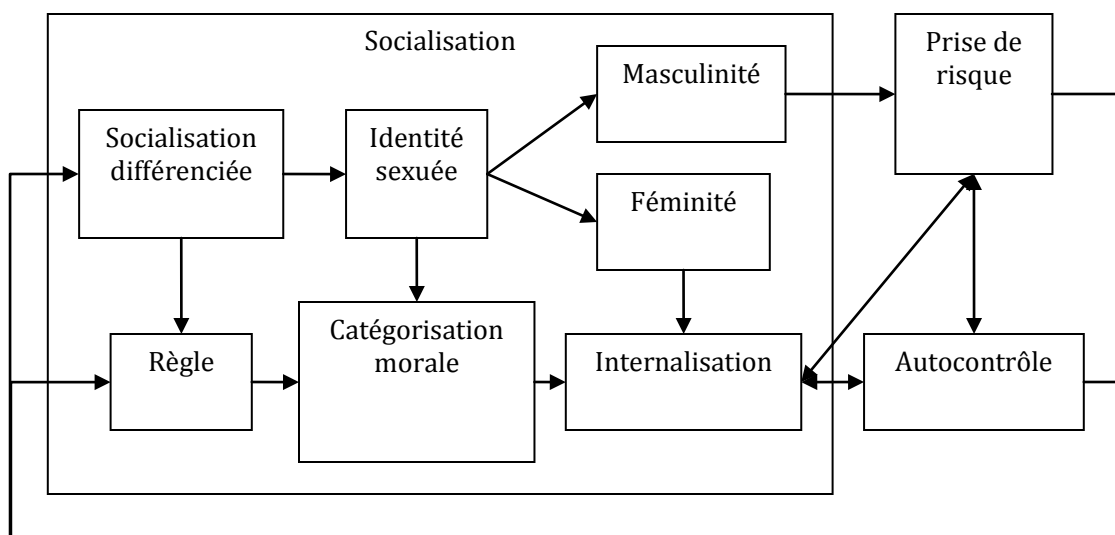 Socialisation
Prise de
risque
Masculinité
Socialisation
différenciée
Identité
sexuée
Féminité
Règle
Catégorisation
morale
Internalisation
Autocontrôle